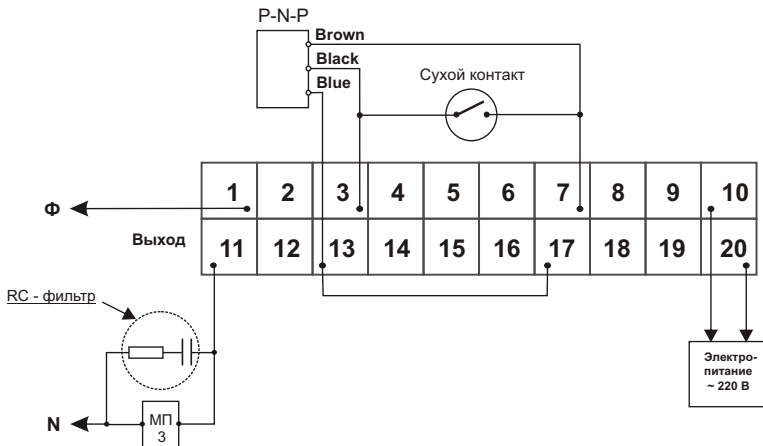 P-N-P
Brown
Black
Blue
Сухой контакт
1 2 3 4 5 6 7 8 9 10
Ф
Выход
11 12 13 14 15 16 17 18 19 20
RC - фильтр
Электро-
питание
~ 220 В
N
МП
3